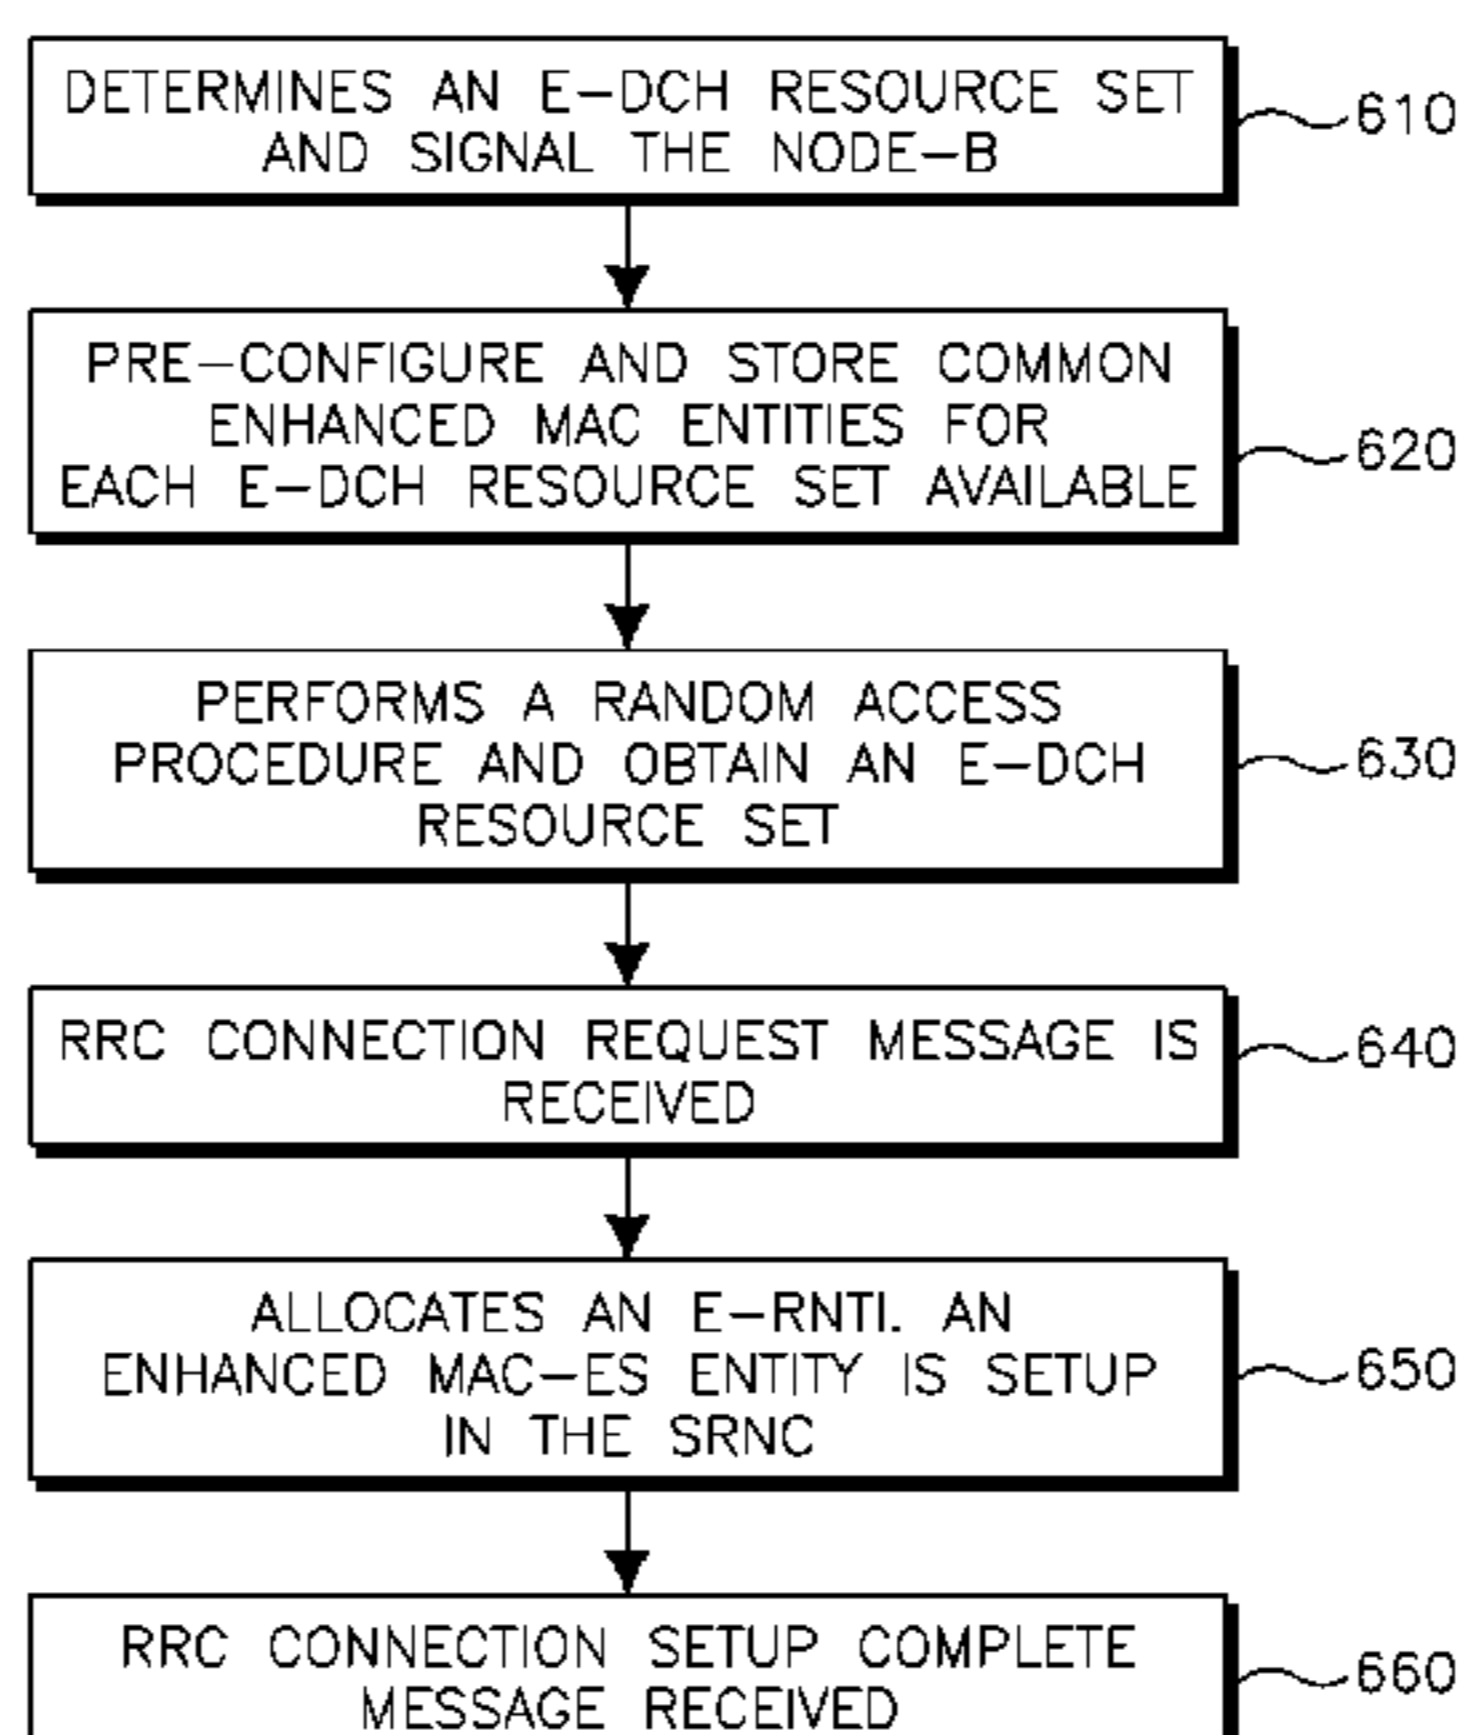 DETERMINES AN E-DCH RESOURCE SET
AND SIGNAL THE NODE-B
610
PRE-CONFIGURE AND STORE COMMON
ENHANCED MAC ENTITIES FOR
EACH E-DCH RESOURCE SET AVAILABLE
620
PERFORMS A RANDOM ACCESS
PROCEDURE AND OBTAIN AN E-DCH
RESOURCE SET
630
RRC CONNECTION REQUEST MESSAGE IS
RECEIVED
640
ALLOCATES AN E-RNTI. AN
ENHANCED MAC-ES ENTITY IS SETUP
IN THE SRNC
650
RRC CONNECTION SETUP COMPLETE
MESSAGE RECEIVED
660